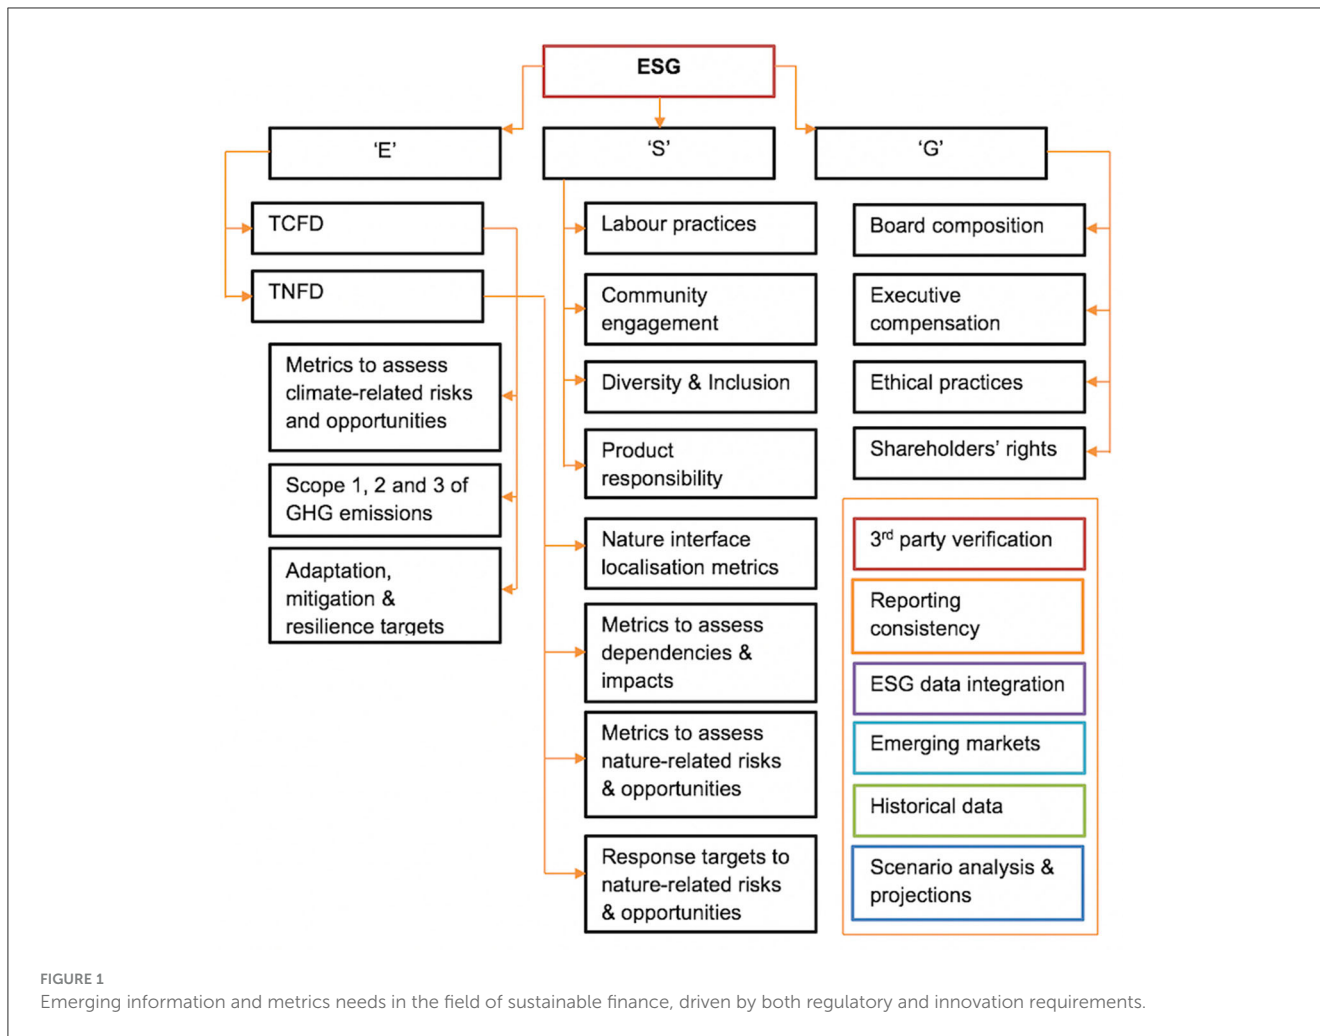 ESG
‘E’
‘S’
‘G’
TCFD
TNFD
Metrics to assess
climate-related risks
and opportunities
Scope 1, 2 and 3 of
GHG emissions
Adaptation,
mitigation &
resilience targets
Labour practices
Community
engagement
Diversity & Inclusion
Product
responsibility
Nature interface
localisation metrics
Metrics to assess
dependencies &
impacts
Metrics to assess
nature-related risks
& opportunities
Response targets to
nature-related risks
& opportunities
Board composition
Executive
compensation
Ethical practices
Shareholders’ rights
3rd party verification
Reporting
consistency
ESG data integration
Emerging markets
Historical data
Scenario analysis &
projections
FIGURE 1
Emerging information and metrics needs in the field of sustainable finance, driven by both regulatory and innovation requirements.